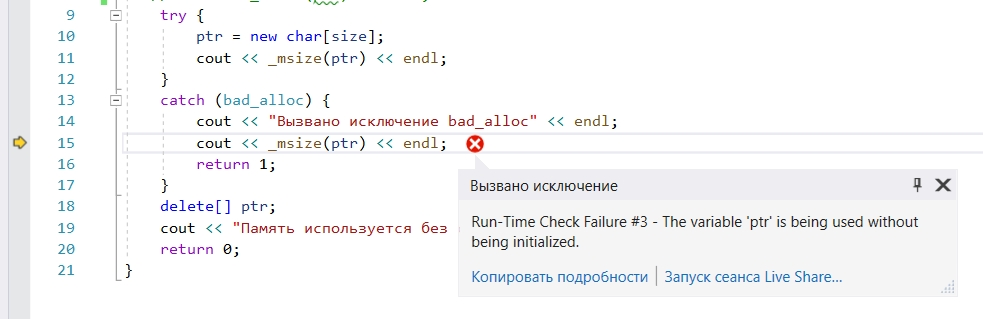 9 try {
10 ptr = new char[size];
11 cout << _msize(ptr) << endl;
12 }
13 catch (bad_alloc) {
14 cout << "Вызвано исключение bad_alloc" << endl;
15 cout << _msize(ptr) << endl;
16 return 1;
17 }
18 delete[] ptr;
19 cout << "Память используется без
20 return 0;
21 }
Вызвано исключение
Run-Time Check Failure #3 - The variable 'ptr' is being used without
being initialized.
Копировать подробности | Запуск сеанса Live Share...